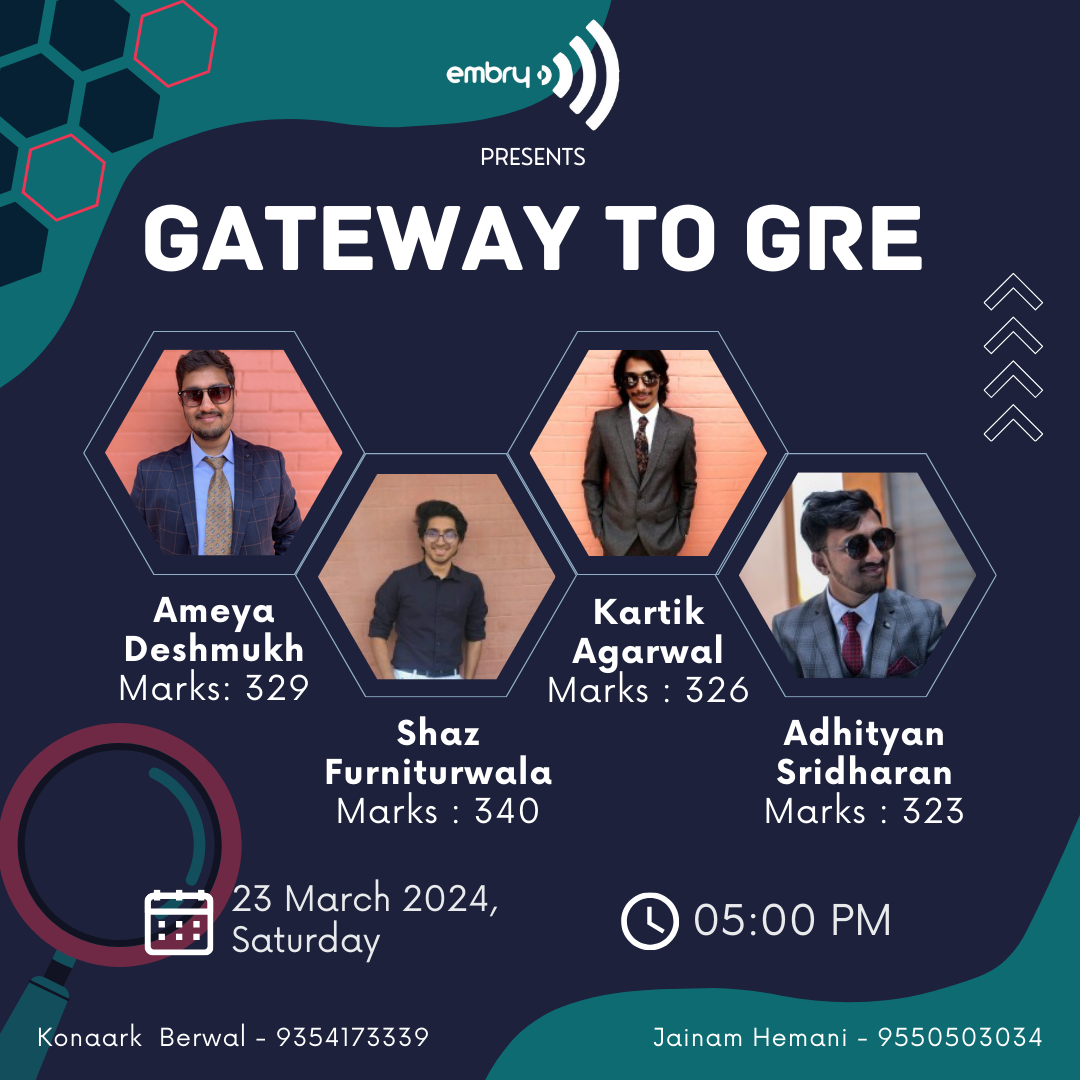 embryo
PRESENTS
GATEWAY TO GRE
Ameya
Deshmukh
Marks: 329
Kartik
Agarwal
Marks : 326
Shaz
Furniturwala
Marks : 340
Adhityan
Sridharan
Marks : 323
23 March 2024,
Saturday
05:00 PM
Konaark Berwal - 9354173339
Jainam Hemani - 9550503034